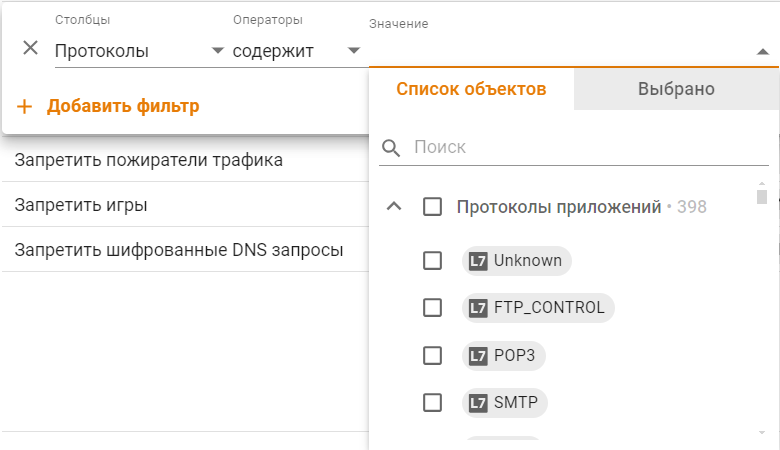 Столбцы
Операторы
Значение
Протоколы
содержит
Добавить фильтр
Список объектов
Выбрано
Поиск
Запретить пожиратели трафика
Запретить игры
Запретить шифрованные DNS запросы
Протоколы приложений • 398
L7 Unknown
L7 FTP_CONTROL
L7 POP3
L7 SMTP